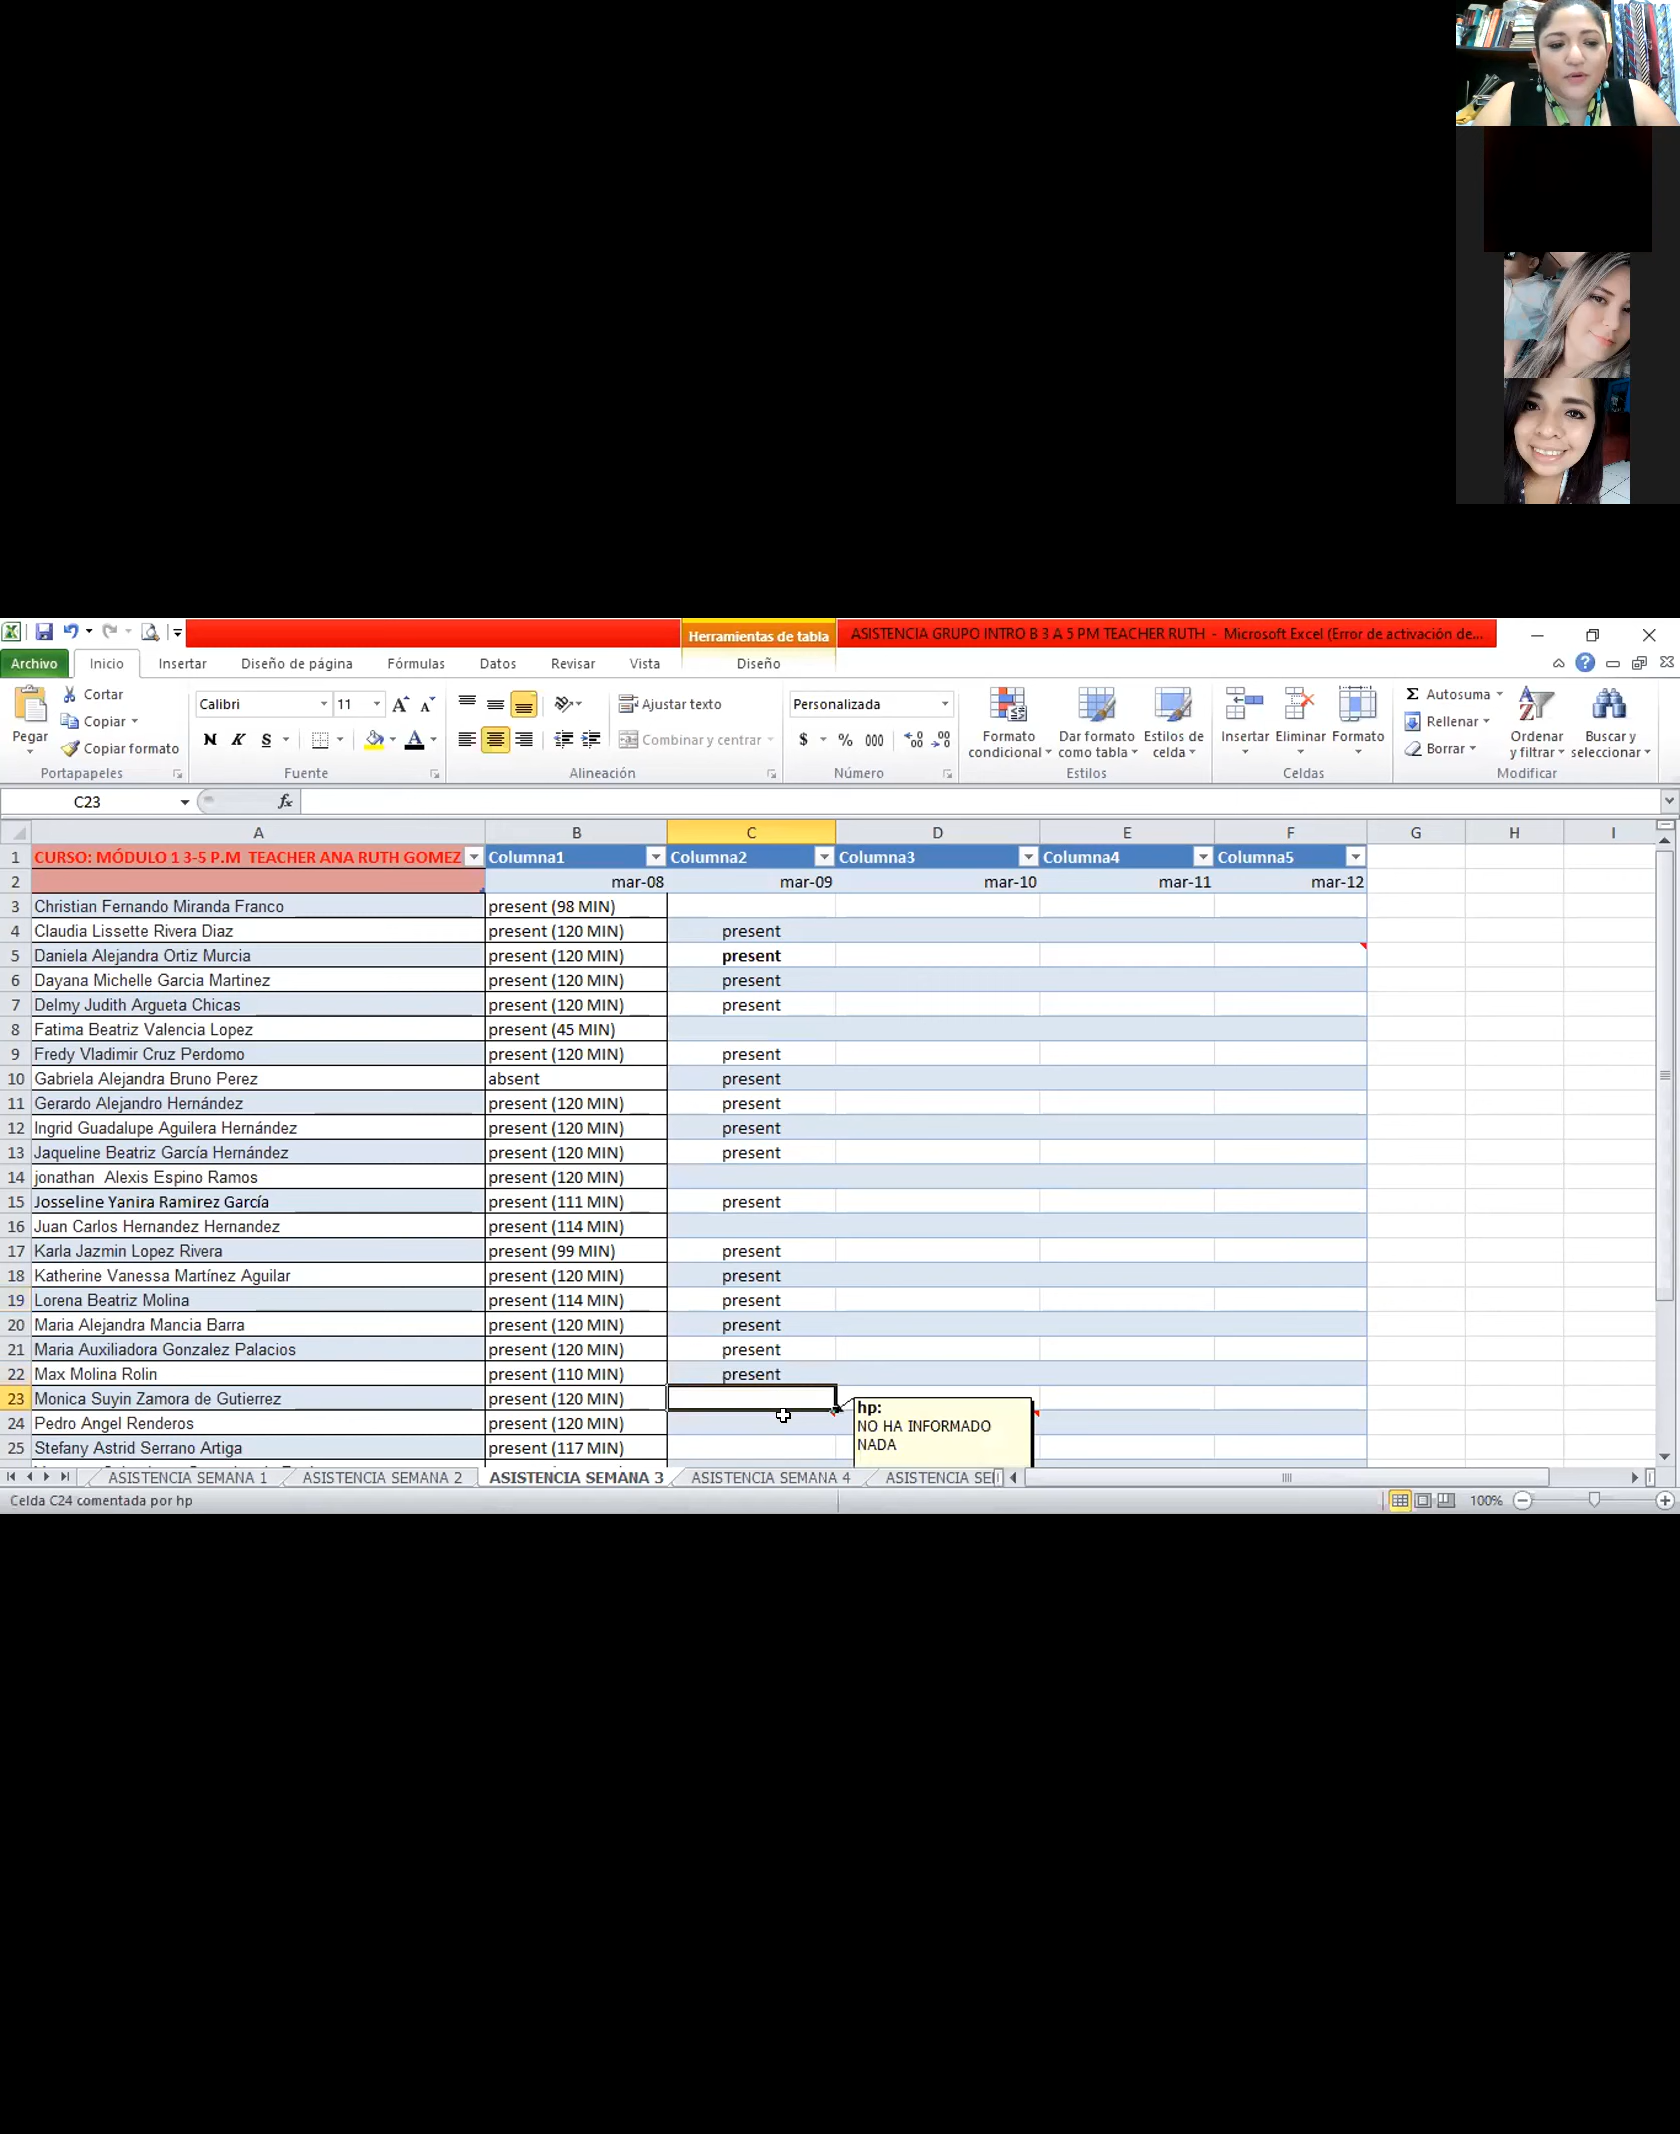 Herramientas de tabla
ASISTENCIA GRUPO INTRO B 3 A 5 PM TEACHER RUTH - Microsoft Excel (Error de activación de...
Archivo Inicio Insertar Diseño de página Fórmulas Datos Revisar Vista Diseño
Pegar
Cortar
Copiar
Copiar formato
Portapapeles
Calibri 11
N K S
Fuente
Ajustar texto
Combinar y centrar
Alineación
Personalizada
$ % 000
Número
Formato condicional
Dar formato como tabla
Estilos de celda
Estilos
Insertar Eliminar Formato
Celdas
Σ Autosuma
Rellenar
Borrar
Ordenar y filtrar
Buscar y seleccionar
Modificar
C23 fx
A B C D E F G H I
1 CURSO: MÓDULO 1 3-5 P.M TEACHER ANA RUTH GOMEZ Columna1 Columna2 Columna3 Columna4 Columna5
2 mar-08 mar-09 mar-10 mar-11 mar-12
3 Christian Fernando Miranda Franco present (98 MIN)
4 Claudia Lissette Rivera Diaz present (120 MIN) present
5 Daniela Alejandra Ortiz Murcia present (120 MIN) present
6 Dayana Michelle Garcia Martinez present (120 MIN) present
7 Delmy Judith Argueta Chicas present (120 MIN) present
8 Fatima Beatriz Valencia Lopez present (45 MIN)
9 Fredy Vladimir Cruz Perdomo present (120 MIN) present
10 Gabriela Alejandra Bruno Perez absent present
11 Gerardo Alejandro Hernández present (120 MIN) present
12 Ingrid Guadalupe Aguilera Hernández present (120 MIN) present
13 Jaqueline Beatriz García Hernández present (120 MIN) present
14 jonathan Alexis Espino Ramos present (120 MIN)
15 Josseline Yanira Ramirez García present (111 MIN) present
16 Juan Carlos Hernandez Hernandez present (114 MIN)
17 Karla Jazmin Lopez Rivera present (99 MIN) present
18 Katherine Vanessa Martínez Aguilar present (120 MIN) present
19 Lorena Beatriz Molina present (114 MIN) present
20 Maria Alejandra Mancia Barra present (120 MIN) present
21 Maria Auxiliadora Gonzalez Palacios present (120 MIN) present
22 Max Molina Rolin present (110 MIN) present
23 Monica Suyin Zamora de Gutierrez present (120 MIN)
24 Pedro Angel Renderos present (120 MIN)
25 Stefany Astrid Serrano Artiga present (117 MIN)
hp:
NO HA INFORMADO
NADA
ASISTENCIA SEMANA 1 ASISTENCIA SEMANA 2 ASISTENCIA SEMANA 3 ASISTENCIA SEMANA 4 ASISTENCIA SE
Celda C24 comentada por hp 100%